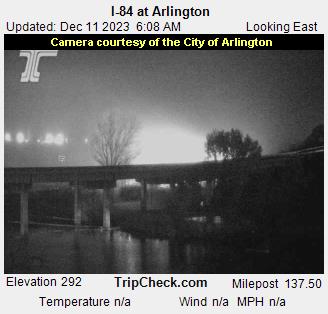 I-84 at Arlington
Updated: Dec 11 2023 6:08 AM Looking East
Camera courtesy of the City of Arlington
Elevation 292 TripCheck.com Milepost 137.50
Temperature n/a Wind n/a MPH n/a